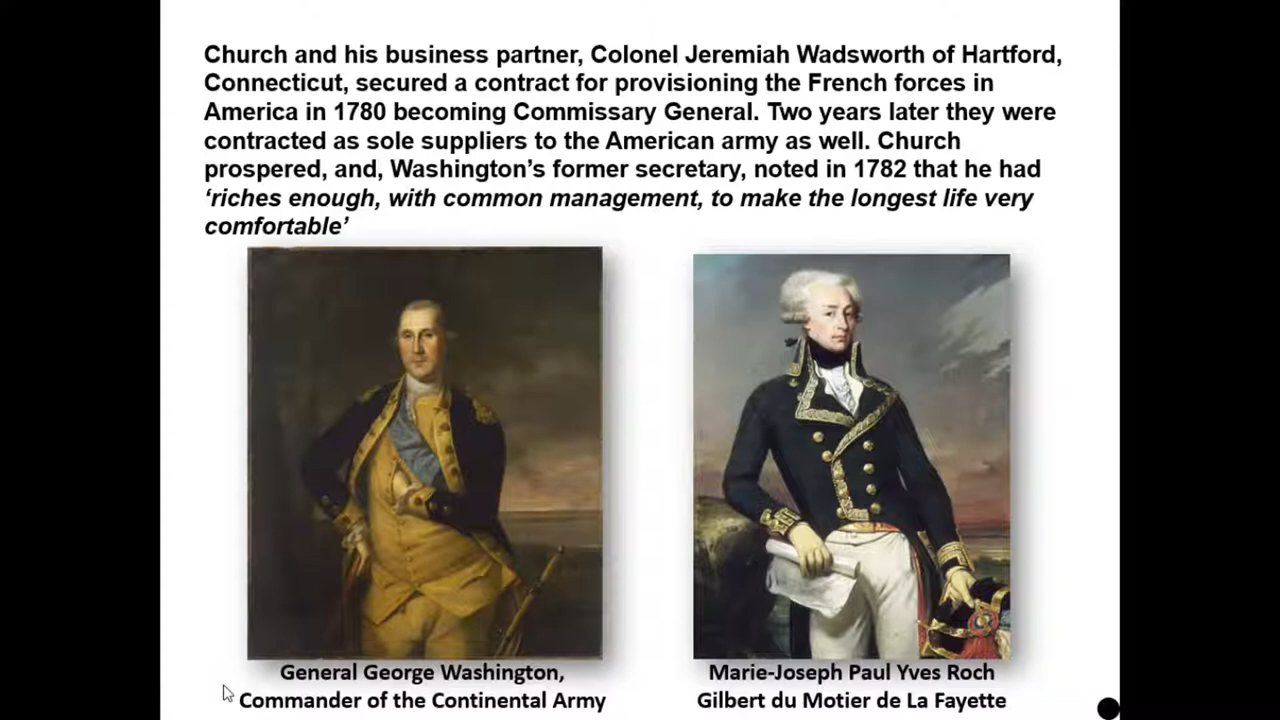 Church and his business partner, Colonel Jeremiah Wadsworth of Hartford,
Connecticut, secured a contract for provisioning the French forces in
America in 1780 becoming Commissary General. Two years later they were
contracted as sole suppliers to the American army as well. Church
prospered, and, Washington’s former secretary, noted in 1782 that he had
‘riches enough, with common management, to make the longest life very
comfortable’
General George Washington,
Commander of the Continental Army
Marie-Joseph Paul Yves Roch
Gilbert du Motier de La Fayette